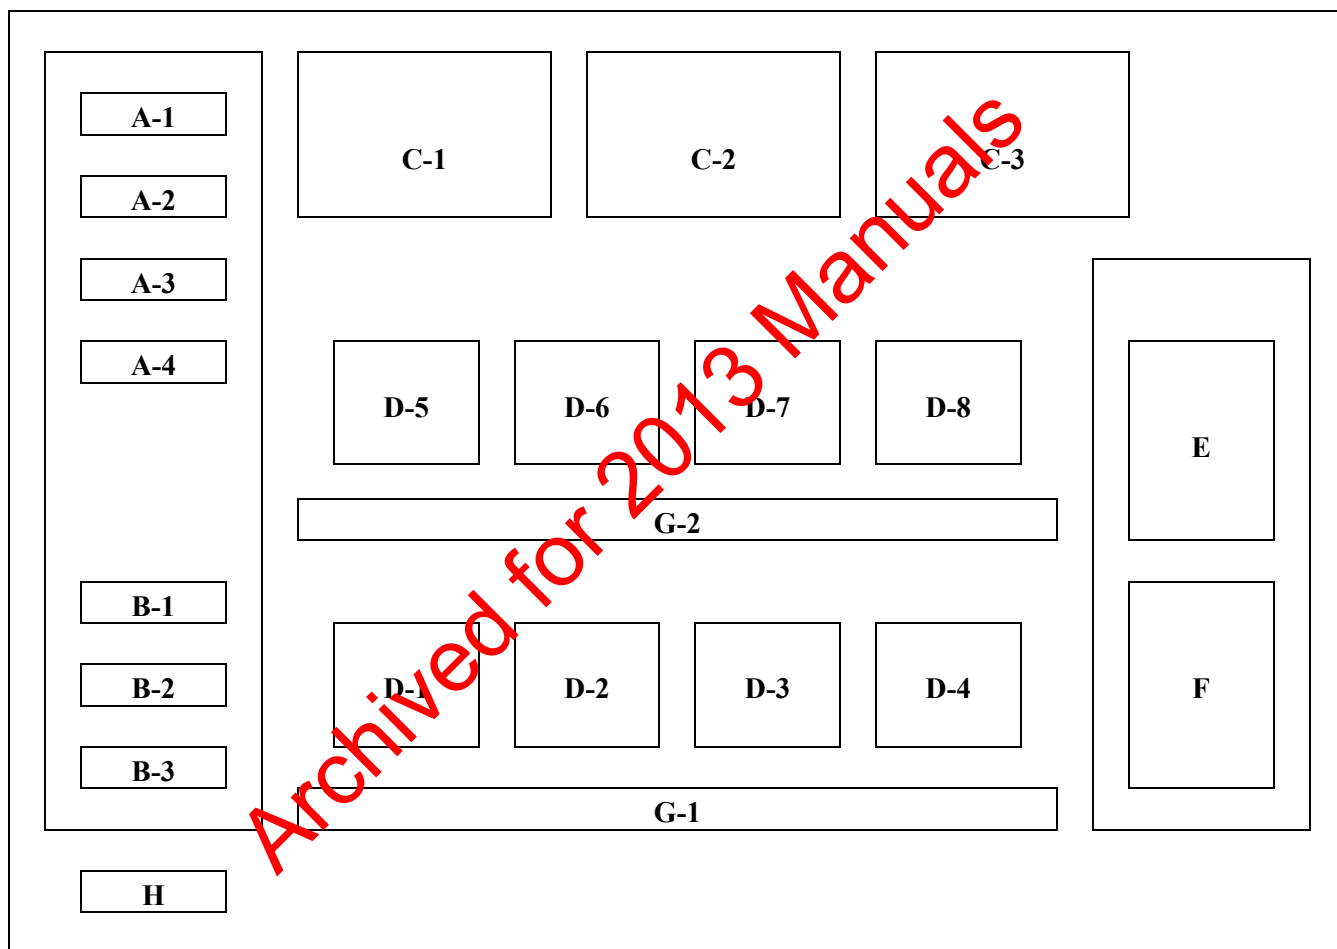 A-1
A-2
A-3
A-4
B-1
B-2
B-3
H
C-1 C-2 C-3
D-5 D-6 D-7 D-8
G-2
D-1 D-2 D-3 D-4
G-1
E
F
Archived for 2013 Manuals